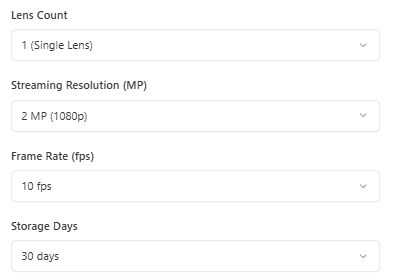 Lens Count
1 (Single Lens)
Streaming Resolution (MP)
2 MP (1080p)
Frame Rate (fps)
10 fps
Storage Days
30 days